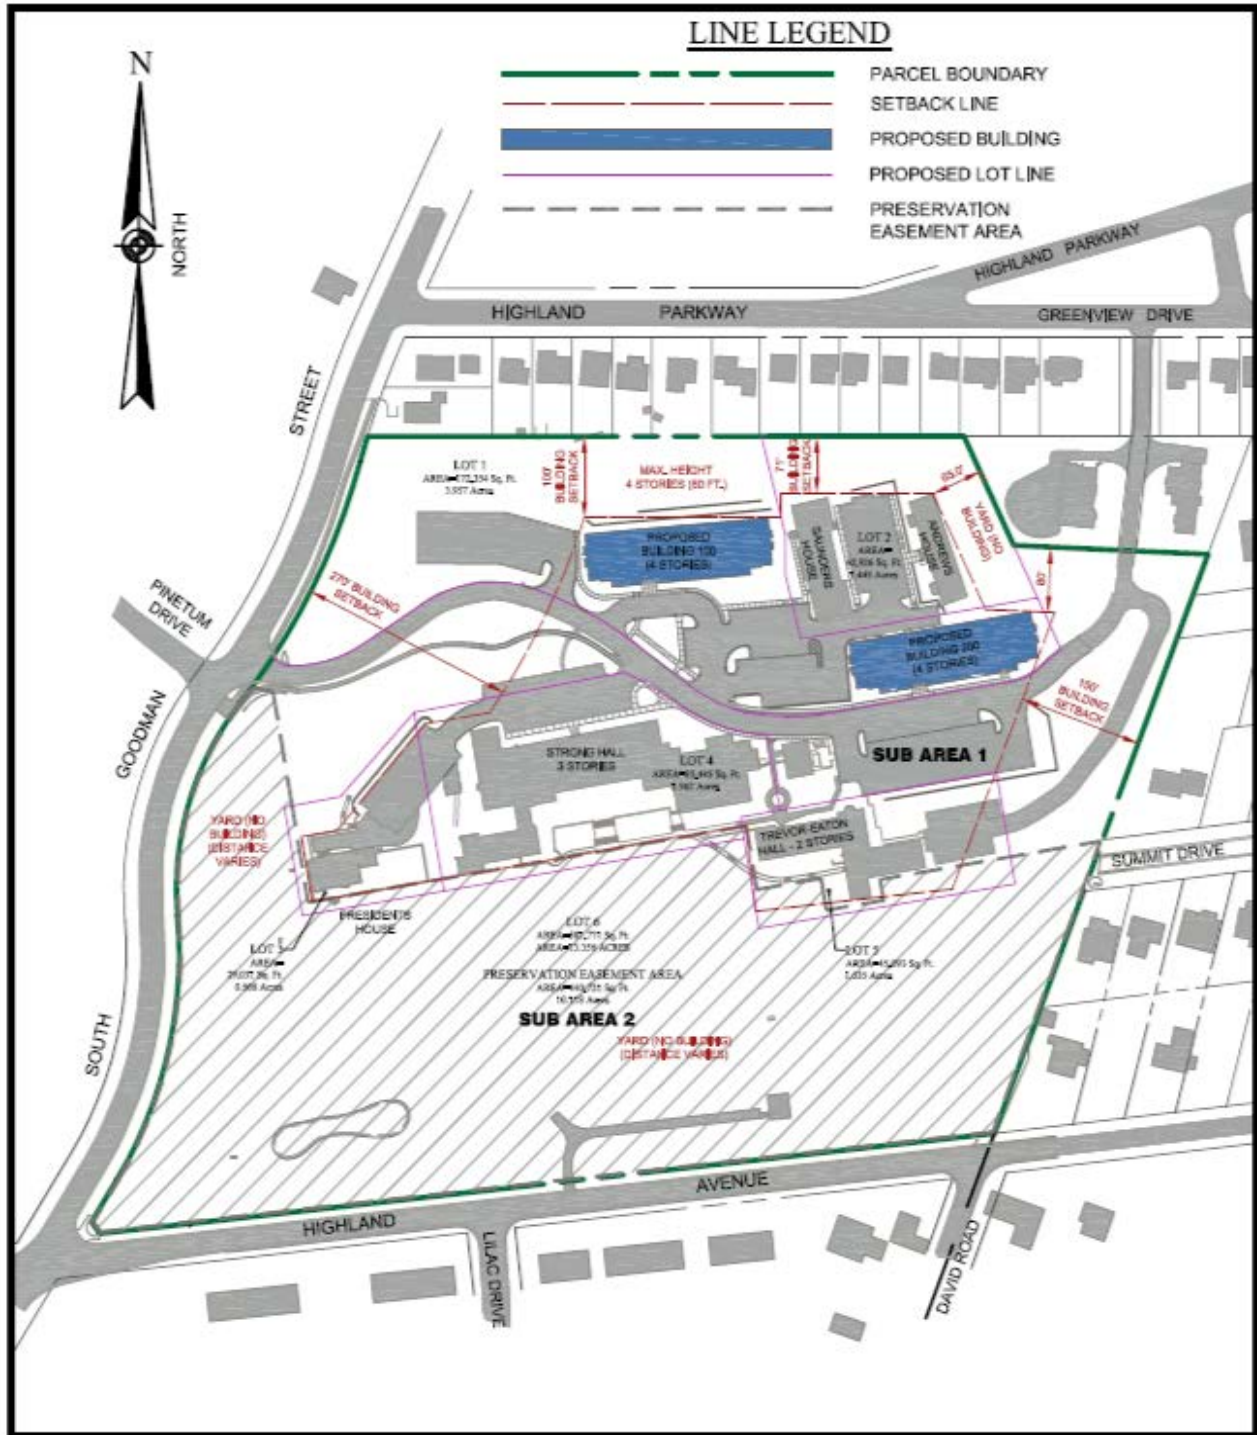 LINE LEGEND
PARCEL BOUNDARY
SETBACK LINE
PROPOSED BUILDING
PROPOSED LOT LINE
PRESERVATION
EASEMENT AREA
N
NORTH
HIGHLAND PARKWAY
HIGHLAND PARKWAY
GREENVIEW DRIVE
STREET
LOT 1
100'
BUILDING
SETBACK
MAX. HEIGHT
4 STORIES (60 FT.)
71'
BUILDING
SETBACK
YARD (NO
BUILDING)
PROPOSED
BUILDING 100
(4 STORIES)
SAUNDERS
HOUSE
LOT 2
AREA=
ANDREWS
HOUSE
270' BUILDING
SETBACK
PINETUM
DRIVE
80'
PROPOSED
BUILDING 200
(4 STORIES)
150'
BUILDING
SETBACK
GOODMAN
STRONG HALL
3 STORIES
LOT 4
SUB AREA 1
YARD (NO
BUILDING)
(DISTANCE
VARIES)
TREVOR-EATON
HALL - 2 STORIES
SUMMIT DRIVE
PRESIDENTS
HOUSE
LOT 3
AREA=
LOT 6
LOT 5
PRESERVATION EASEMENT AREA
SUB AREA 2
YARD (NO BUILDING)
(DISTANCE VARIES)
SOUTH
HIGHLAND
AVENUE
LILAC DRIVE
DAVID ROAD